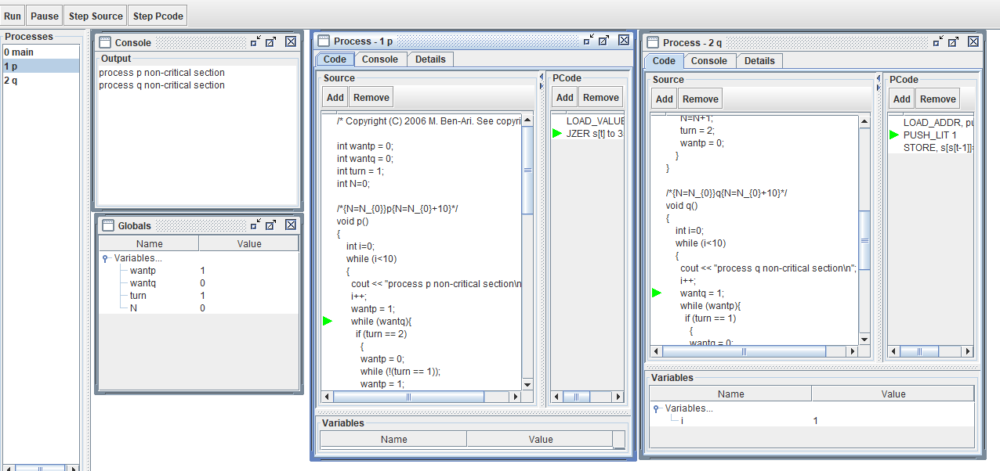 Run Pause Step Source Step Pcode
Processes
0 main
1 p
2 q
Console
Output
process p non-critical section
process q non-critical section
Globals
Name Value
Variables...
wantp 1
wantq 0
turn 1
N 0
Process - 1 p
Code Console Details
Source
Add Remove
/* Copyright (C) 2006 M. Ben-Ari. See copyri
int wantp = 0;
int wantq = 0;
int turn = 1;
int N=0;
/*{N=N_{0}}p{N=N_{0}+10}*/
void p()
{
int i=0;
while (i<10)
{
cout << "process p non-critical section\n
i++;
wantp = 1;
while (wantq){
if (turn == 2)
{
wantp = 0;
while (!(turn == 1));
wantp = 1;
PCode
Add Remove
LOAD_VALUE
JZER s[t] to 3
Variables
Name Value
Process - 2 q
Code Console Details
Source
Add Remove
N=N+1;
turn = 2;
wantp = 0;
}
}
/*{N=N_{0}}q{N=N_{0}+10}*/
void q()
{
int i=0;
while (i<10)
{
cout << "process q non-critical section\n";
i++;
wantq = 1;
while (wantp){
if (turn == 1)
{
wantq = 0;
PCode
Add Remove
LOAD_ADDR, pu
PUSH_LIT 1
STORE, s[s[t-1]]=
Variables
Name Value
Variables...
i 1